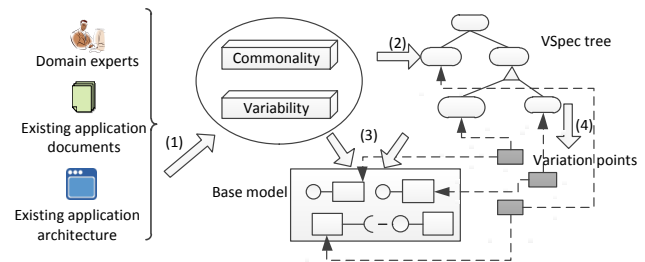 Domain experts
Existing application
documents
Existing application
architecture
(1)
Commonality
Variability
(2)
VSpec tree
(3)
(4)
Variation points
Base model